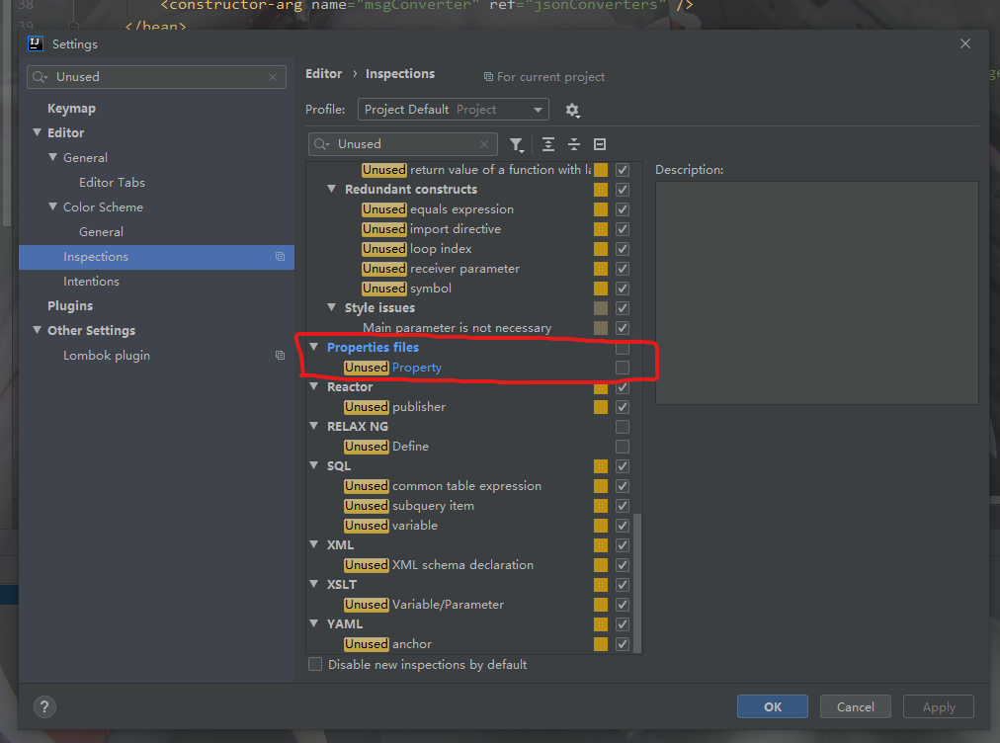 38 <constructor-arg name="msgConverter" ref="jsonConverters" />
39 </bean>
Settings
Unused
Keymap
Editor
General
Editor Tabs
Color Scheme
General
Inspections
Intentions
Plugins
Other Settings
Lombok plugin
Editor › Inspections For current project
Profile: Project Default Project
Unused
Unused return value of a function with la
Redundant constructs
Unused equals expression
Unused import directive
Unused loop index
Unused receiver parameter
Unused symbol
Style issues
Main parameter is not necessary
Properties files
Unused Property
Reactor
Unused publisher
RELAX NG
Unused Define
SQL
Unused common table expression
Unused subquery item
Unused variable
XML
Unused XML schema declaration
XSLT
Unused Variable/Parameter
YAML
Unused anchor
Disable new inspections by default
Description:
?
OK Cancel Apply